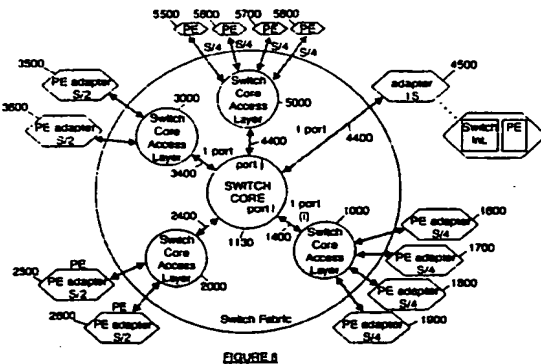 5500
5600
5700
5800
PE
PE
PE
PE
S/4
S/4
S/4
S/4
3500
PE adapter
S/2
3600
PE adapter
S/2
3000
Switch
Core
Access
Layer
Switch
Core
Access
Layer
5000
4500
adapter
1 S
Switch
Int.
PE
4400
1 port
4400
1 port
3400
port j
SWITCH
CORE
port i
1 port
(i)
1130
1400
2400
1000
Switch
Core
Access
Layer
1600
PE adapter
S/4
1700
PE adapter
S/4
1800
PE adapter
S/4
1900
PE adapter
S/4
Switch
Core
Access
Layer
2000
2500
PE
PE adapter
S/2
2600
PE
PE adapter
S/2
Switch Fabric
FIGURE 8